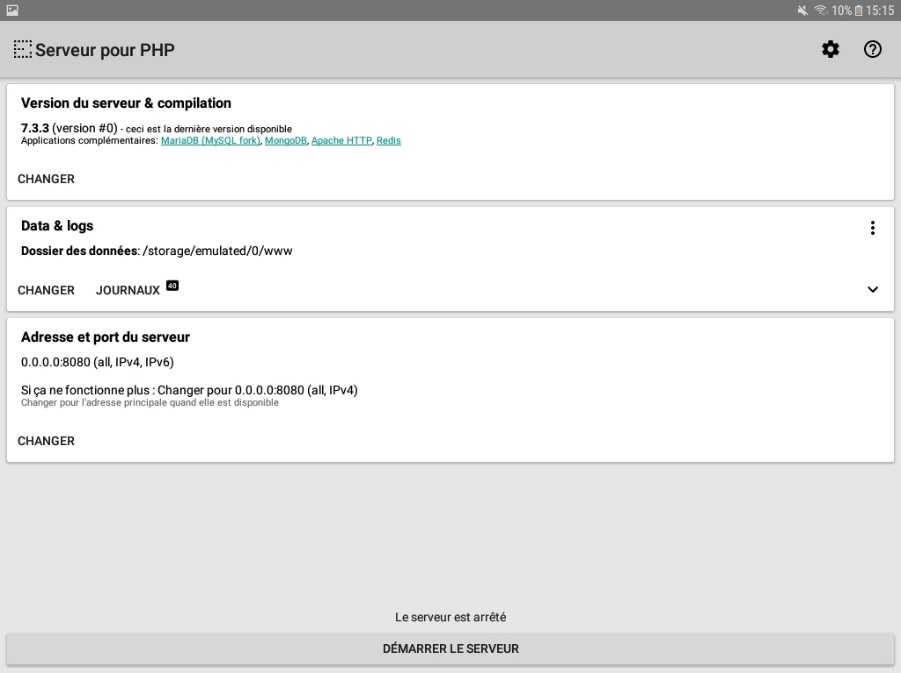 10% 15:15
Serveur pour PHP
Version du serveur & compilation
7.3.3 (version #0) - ceci est la dernière version disponible
Applications complémentaires: MariaDB (MySQL fork), MongoDB, Apache HTTP, Redis
CHANGER
Data & logs
Dossier des données: /storage/emulated/0/www
CHANGER JOURNAUX 40
Adresse et port du serveur
0.0.0.0:8080 (all, IPv4, IPv6)
Si ça ne fonctionne plus : Changer pour 0.0.0.0:8080 (all, IPv4)
Changer pour l'adresse principale quand elle est disponible
CHANGER
Le serveur est arrêté
DÉMARRER LE SERVEUR